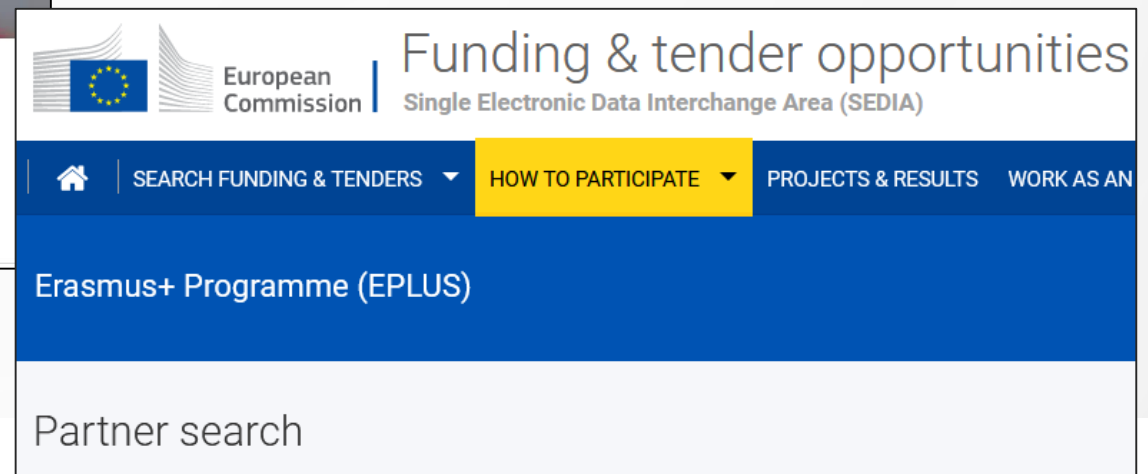 European
Commission
Funding & tender opportunities
Single Electronic Data Interchange Area (SEDIA)
SEARCH FUNDING & TENDERS HOW TO PARTICIPATE PROJECTS & RESULTS WORK AS AN
Erasmus+ Programme (EPLUS)
Partner search